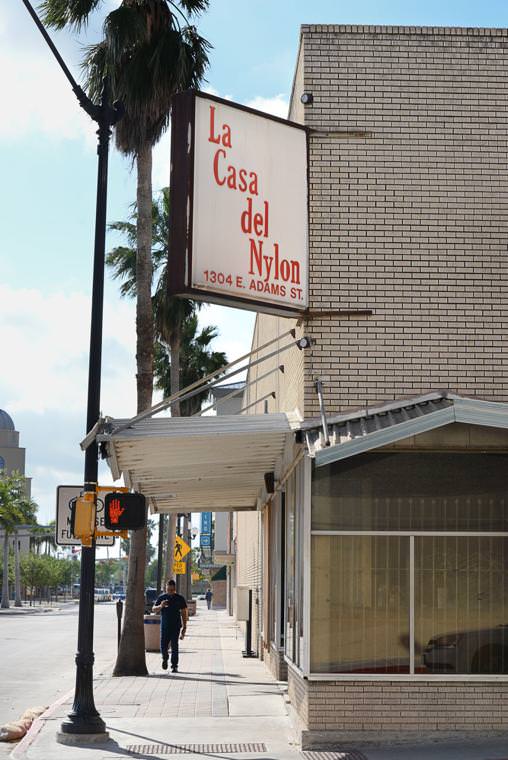 La
Casa
del
Nylon
1304 E. ADAMS ST.